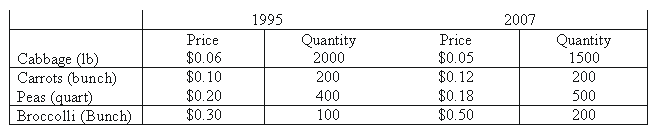 1995 2007
Price Quantity Price Quantity
Cabbage (lb) $0.06 2000 $0.05 1500
Carrots (bunch) $0.10 200 $0.12 200
Peas (quart) $0.20 400 $0.18 500
Broccolli (Bunch) $0.30 100 $0.50 200